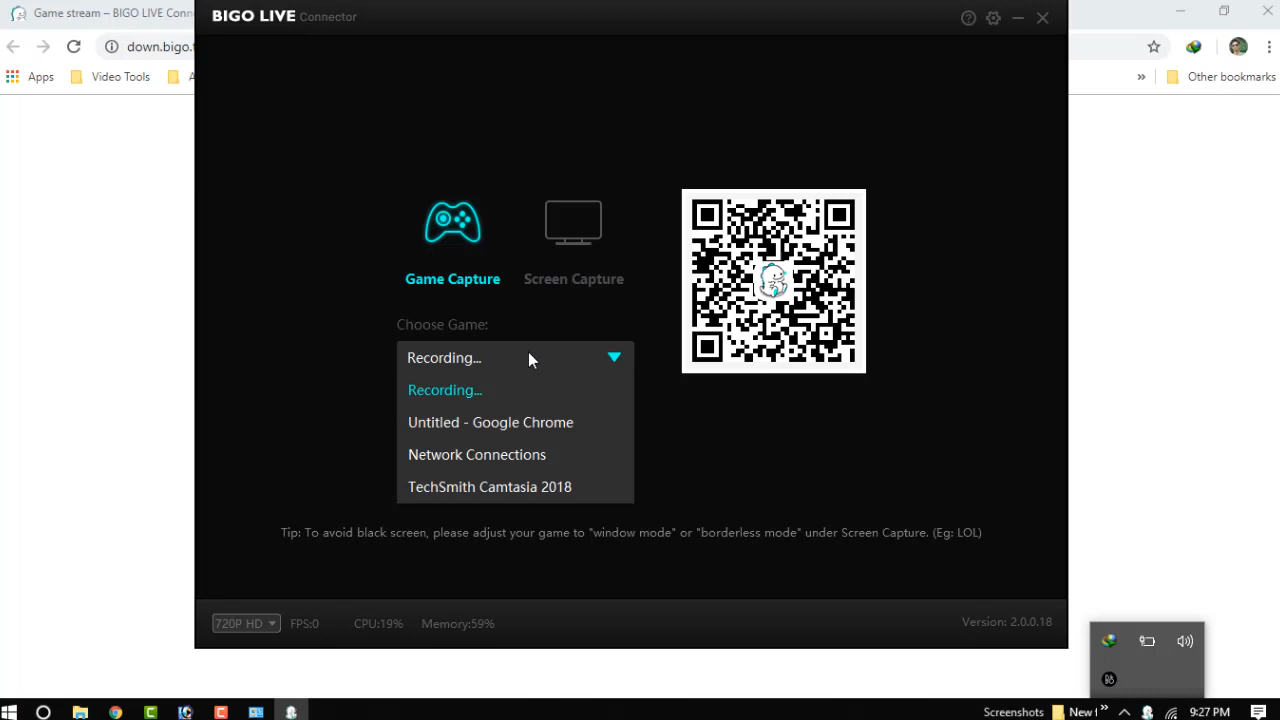 Game stream – BIGO LIVE Conn
BIGO LIVE Connector
down.bigo.t
Apps
Video Tools
A
»
Other bookmarks
Game Capture
Screen Capture
Choose Game:
Recording...
Recording...
Untitled - Google Chrome
Network Connections
TechSmith Camtasia 2018
Tip: To avoid black screen, please adjust your game to "window mode" or "borderless mode" under Screen Capture. (Eg: LOL)
720P HD
FPS:0
CPU:19%
Memory:59%
Version: 2.0.0.18
Screenshots
New f
»
9:27 PM